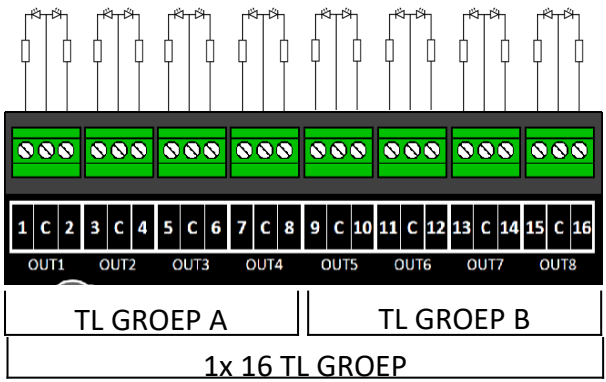 1 C 2 3 C 4 5 C 6 7 C 8 9 C 10 11 C 12 13 C 14 15 C 16
OUT1 OUT2 OUT3 OUT4 OUT5 OUT6 OUT7 OUT8
TL GROEP A TL GROEP B
1x 16 TL GROEP